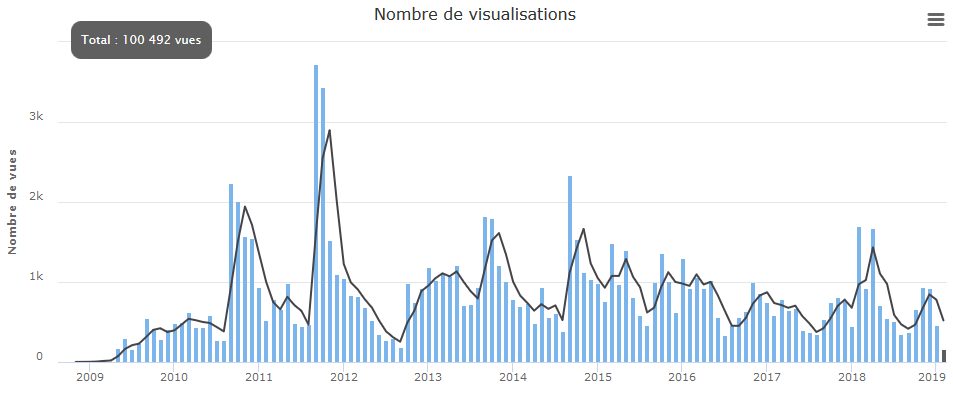 Nombre de visualisations
Total : 100 492 vues
Nombre de vues
3k
2k
1k
0
2009 2010 2011 2012 2013 2014 2015 2016 2017 2018 2019